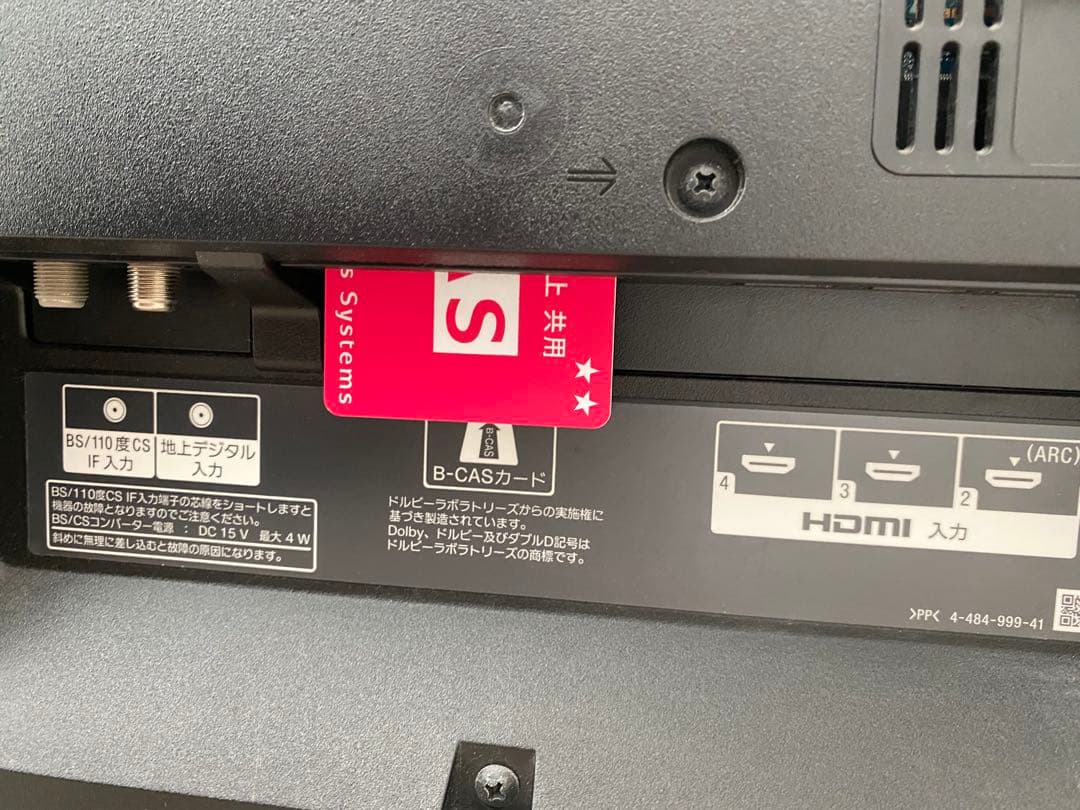 AS
s Systems
上 共用
★★
BS/110度CS
IF 入力
地上デジタル
入力
BS/110度CS IF入力端子の芯線をショートしますと
機器の故障となりますのでご注意ください。
BS/CSコンバーター電源 : DC 15 V 最大 4 W
斜めに無理に差し込むと故障の原因になります。
B-CAS
B-CASカード
ドルビーラボラトリーズからの実施権に
基づき製造されています。
Dolby、ドルビー及びダブルD記号は
ドルビーラボラトリーズの商標です。
4
3
2
(ARC)
HDMI 入力
>PP< 4-484-999-41